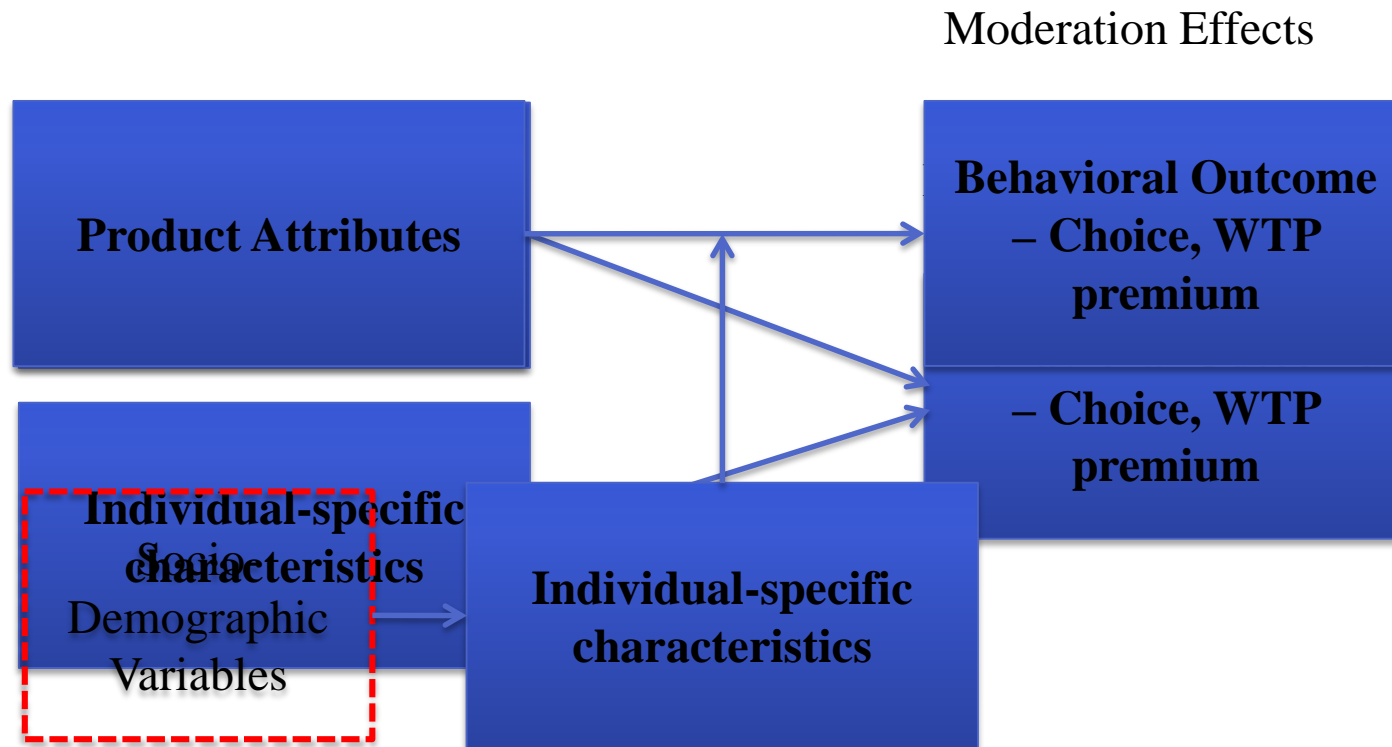 Moderation Effects
Product Attributes
Behavioral Outcome
– Choice, WTP
premium
– Choice, WTP
premium
Individual-specific
characteristics
Socio-
Demographic
Variables
Individual-specific
characteristics